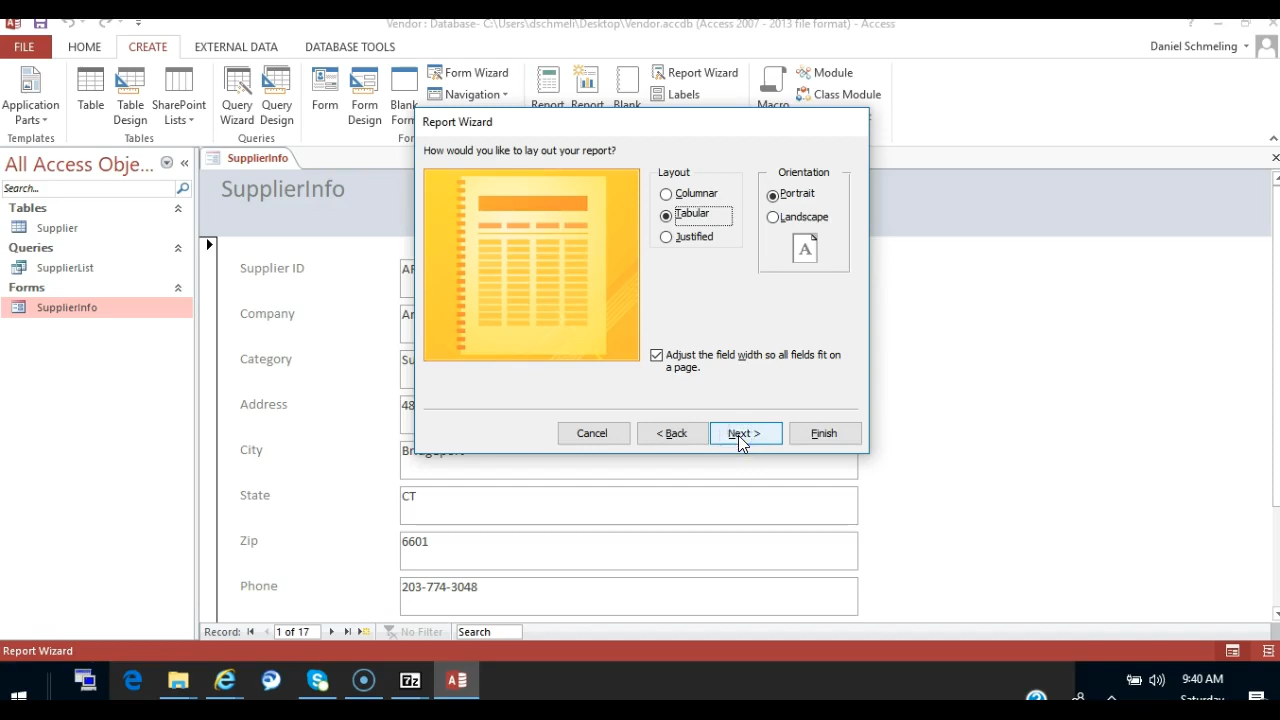 Vendor : Database- C:\Users\dschmeli\Desktop\Vendor.accdb (Access 2007 - 2013 file format) - Access
FILE HOME CREATE EXTERNAL DATA DATABASE TOOLS Daniel Schmeling
Application Parts
Table
Table Design
SharePoint Lists
Query Wizard
Query Design
Form
Form Design
Blank
Form Wizard
Navigation
Report
Report
Blank
Report Wizard
Labels
Macro
Module
Class Module
Templates Tables Queries
All Access Obje...
Search...
Tables
Supplier
Queries
SupplierList
Forms
SupplierInfo
SupplierInfo
SupplierInfo
Supplier ID
Company
Category
Address 48
City Bridgeport
State CT
Zip 6601
Phone 203-774-3048
Report Wizard
How would you like to lay out your report?
Layout
Columnar
Tabular
Justified
Orientation
Portrait
Landscape
A
Adjust the field width so all fields fit on
a page.
Cancel < Back Next > Finish
Record: 1 of 17 No Filter Search
Report Wizard
9:40 AM
Saturday